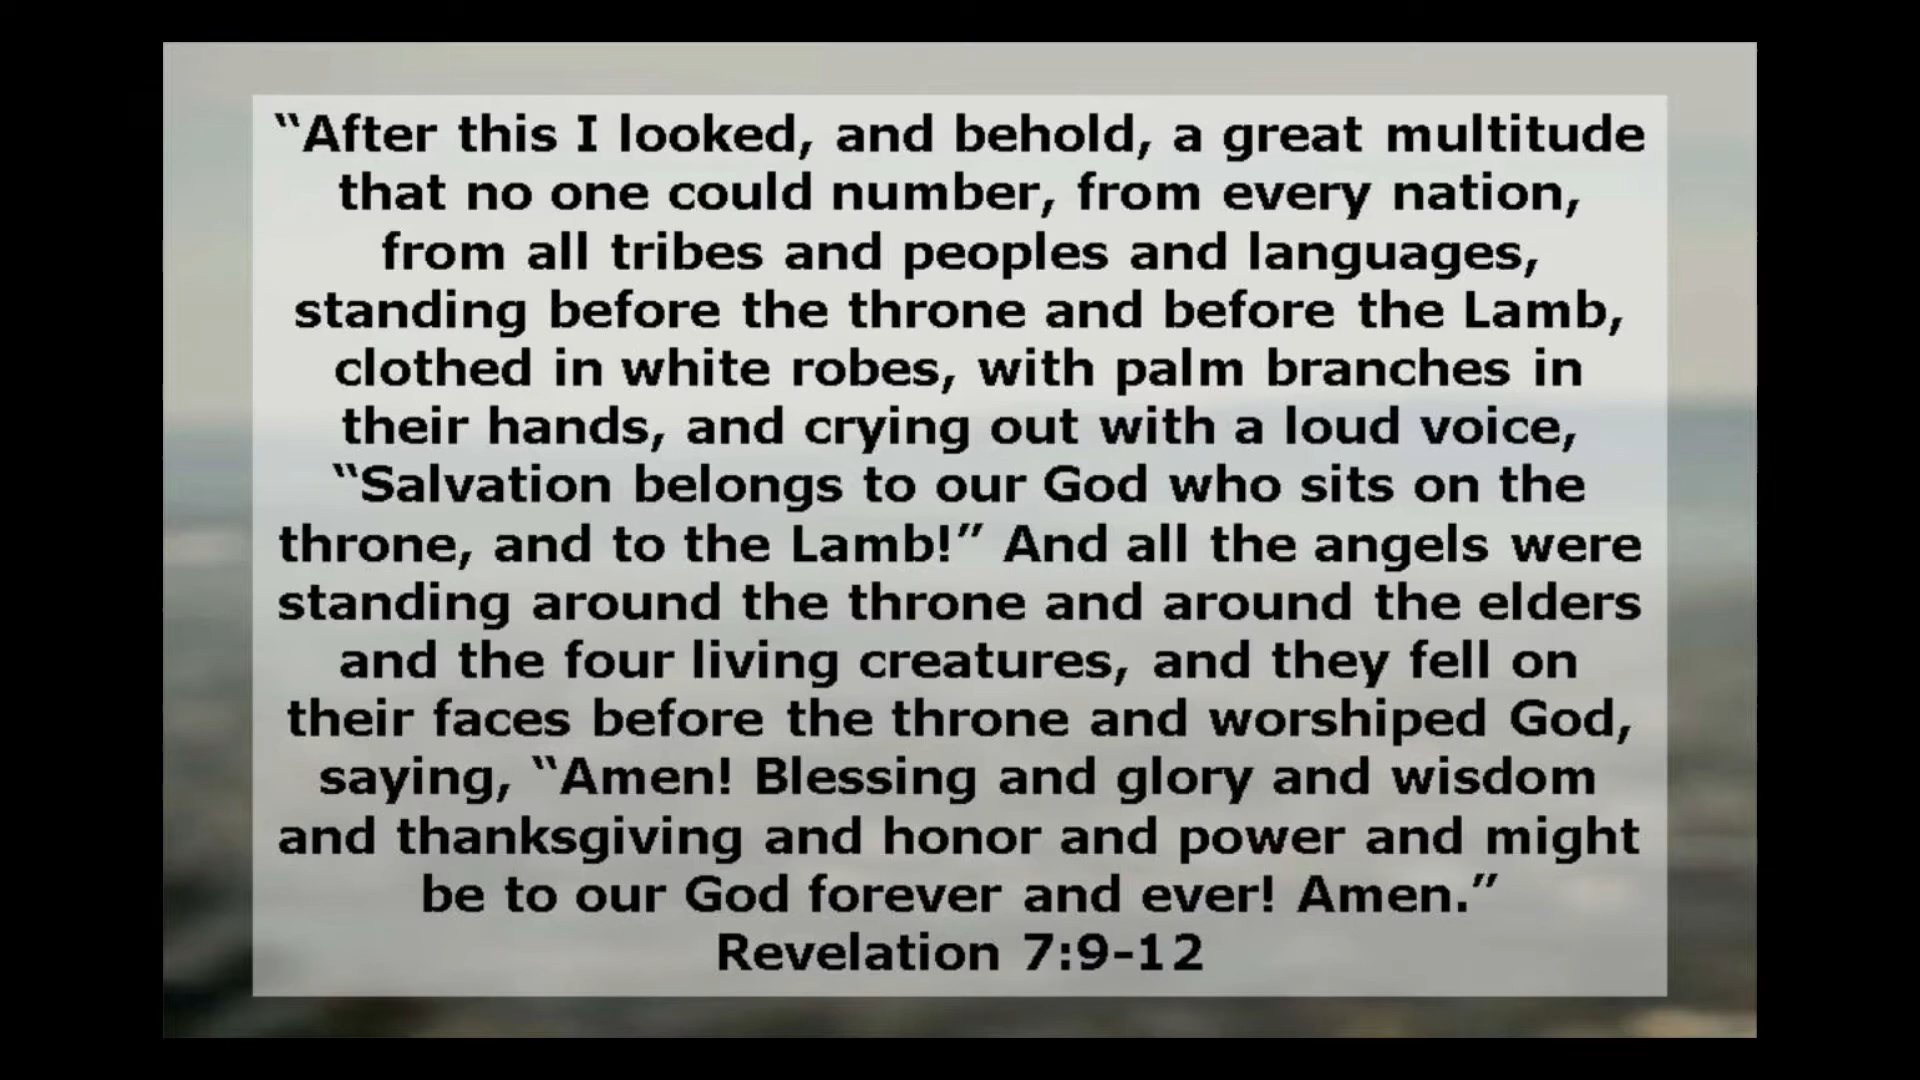 “After this I looked, and behold, a great multitude
that no one could number, from every nation,
from all tribes and peoples and languages,
standing before the throne and before the Lamb,
clothed in white robes, with palm branches in
their hands, and crying out with a loud voice,
“Salvation belongs to our God who sits on the
throne, and to the Lamb!” And all the angels were
standing around the throne and around the elders
and the four living creatures, and they fell on
their faces before the throne and worshiped God,
saying, “Amen! Blessing and glory and wisdom
and thanksgiving and honor and power and might
be to our God forever and ever! Amen.”
Revelation 7:9-12